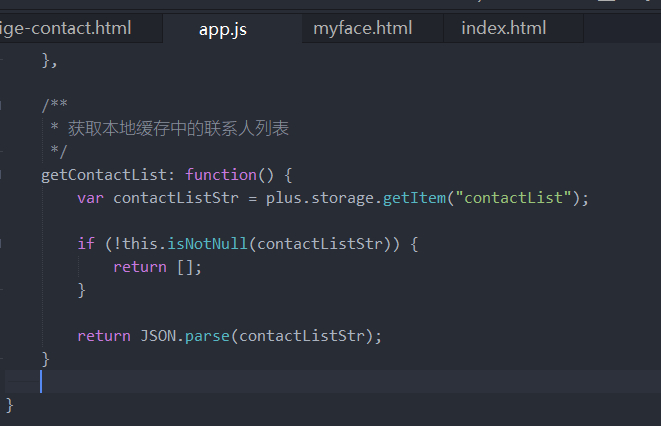 ige-contact.html app.js myface.html index.html
},
/**
* 获取本地缓存中的联系人列表
*/
getContactList: function() {
var contactListStr = plus.storage.getItem("contactList");
if (!this.isNotNull(contactListStr)) {
return [];
}
return JSON.parse(contactListStr);
}
}